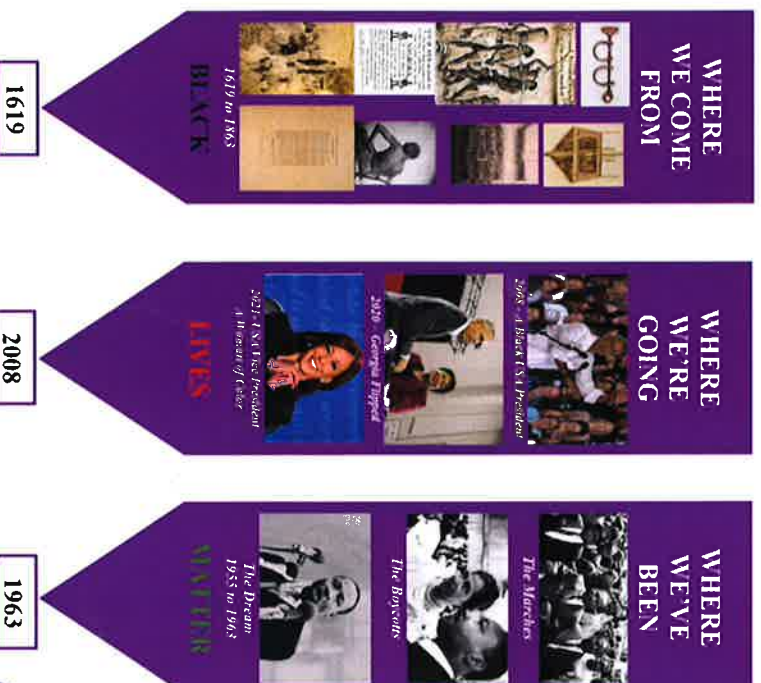 WHERE
WE COME
FROM
1619 to 1863
BLACK
1619
WHERE
WE'RE
GOING
2008 - A Black USA President
2020 - Georgia Flipped
2021 - USA Vice President
A Woman of Color
LIVES
2008
WHERE
WE'VE
BEEN
The Marches
The Boycotts
The Dream
1955 to 1963
MATTER
1963